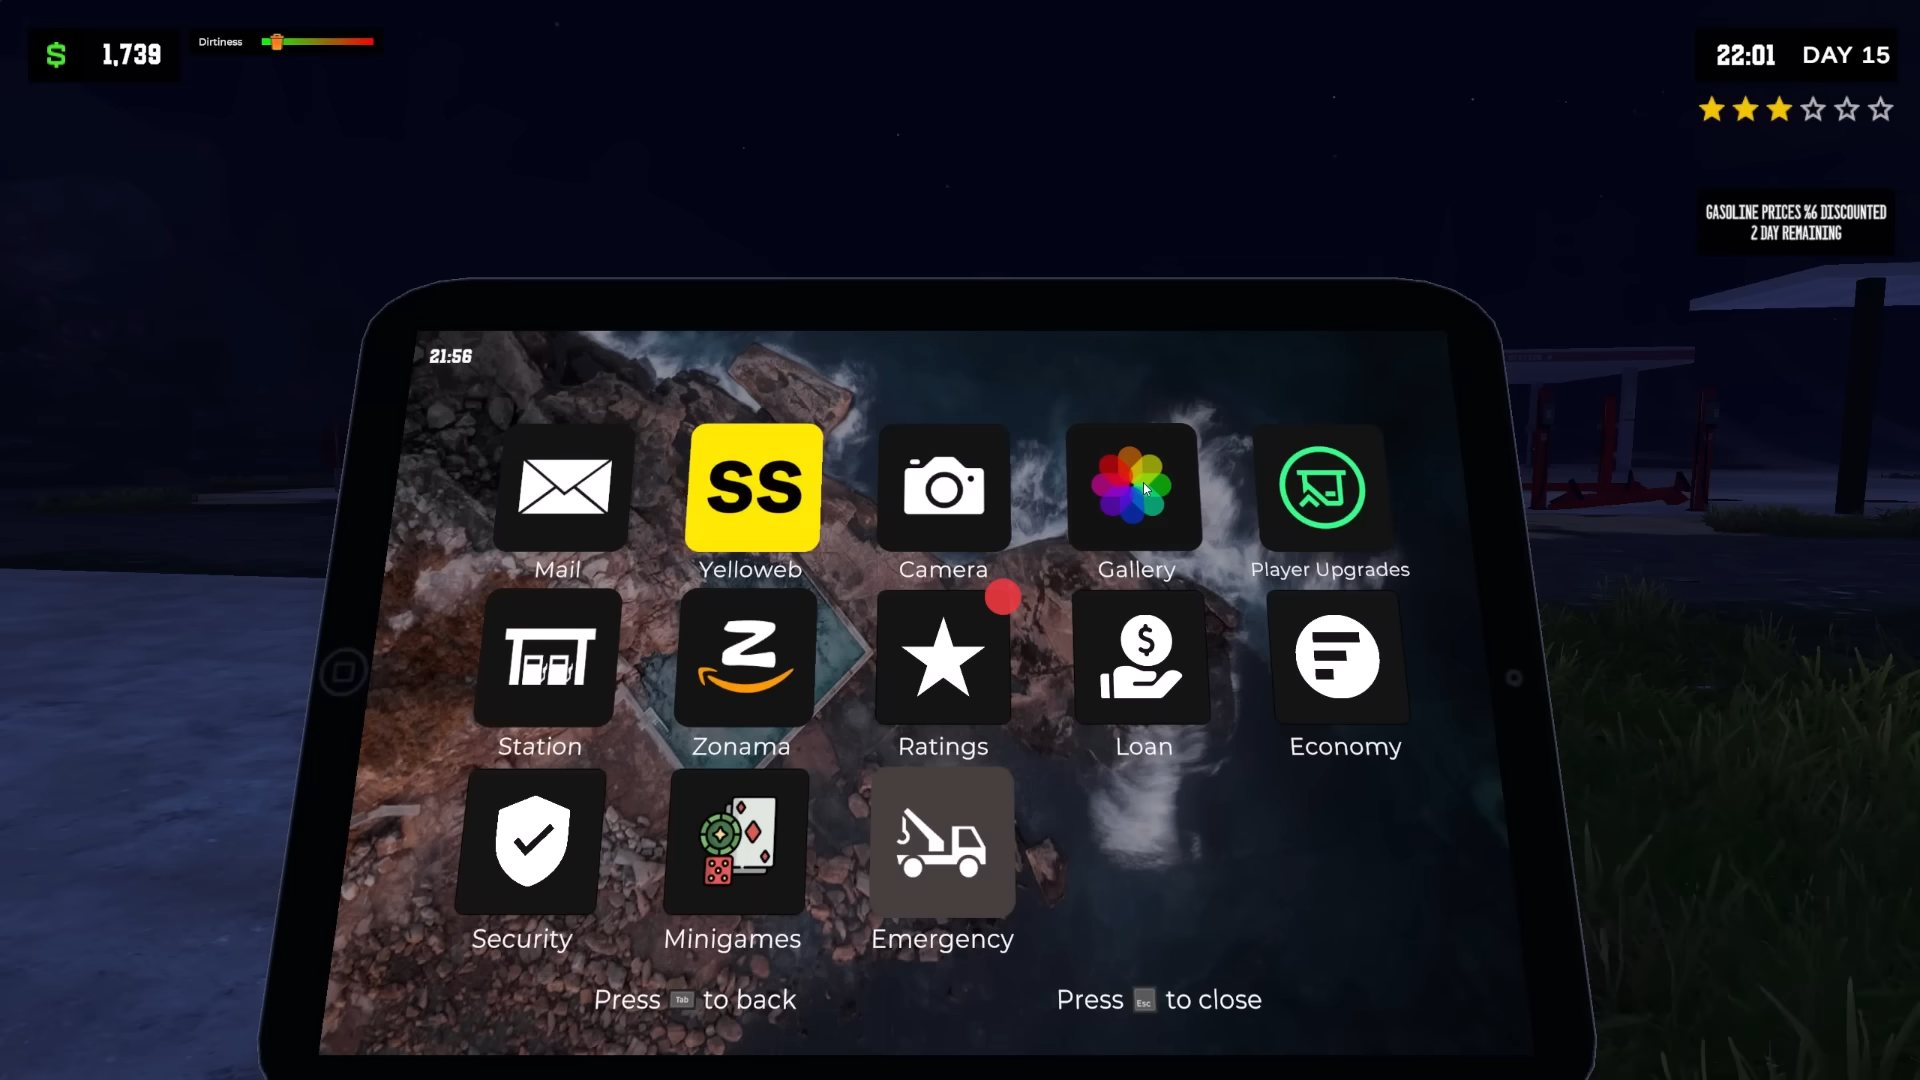 $ 1,739
Dirtiness
22:01 DAY 15
GASOLINE PRICES %6 DISCOUNTED
2 DAY REMAINING
21:56
SS
Mail
Yelloweb
Camera
Gallery
Player Upgrades
Z
$
Station
Zonama
Ratings
Loan
Economy
Security
Minigames
Emergency
Press Tab to back
Press Esc to close